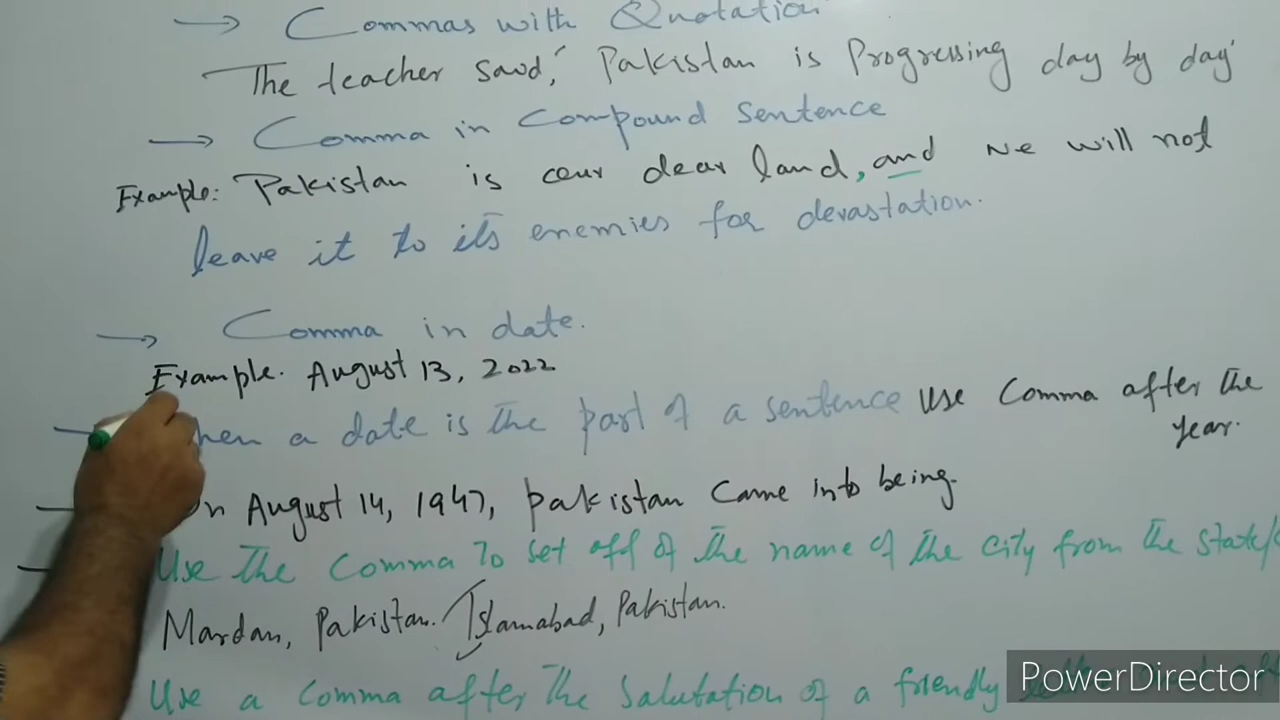 → Commas with Quotation
The teacher said, "Pakistan is Progressing day by day"
→ Comma in Compound sentence
Example: Pakistan is our dear land, and we will not
leave it to its enemies for devastation.
→ Comma in date.
Example. August 13, 2022
a date is the part of a sentence use Comma after the
year.
August 14, 1947, Pakistan Came into being.
Use the Comma to set off of the name of the city from the state/
Mardan, Pakistan. Islamabad, Pakistan.
Use a Comma after the Salutation of a friendly
PowerDirector